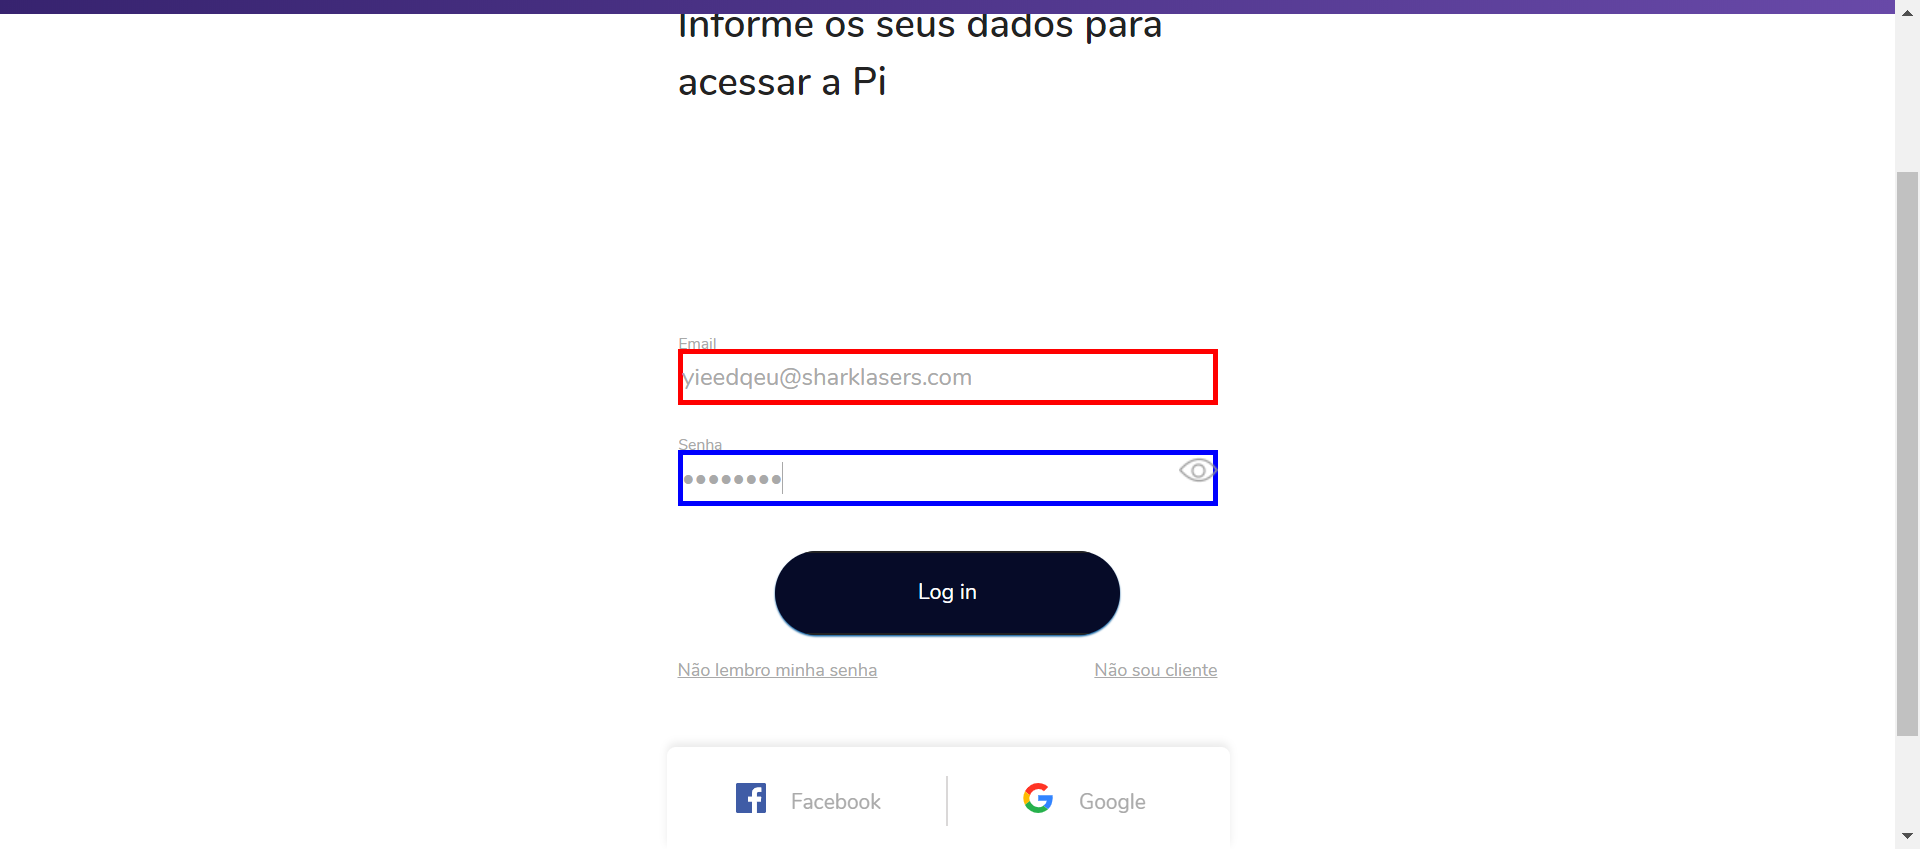 Informe os seus dados para
acessar a Pi
Email
yieedqeu@sharklasers.com
Senha
••••••••
Log in
Não lembro minha senha
Não sou cliente
Facebook
Google